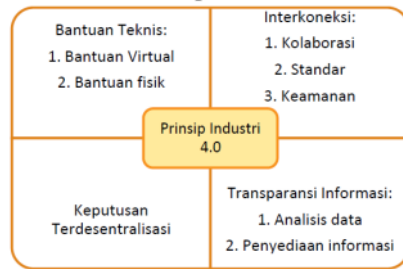 Bantuan Teknis:
1. Bantuan Virtual
2. Bantuan fisik
Interkoneksi:
1. Kolaborasi
2. Standar
3. Keamanan
Prinsip Industri
4.0
Keputusan
Terdesentralisasi
Transparansi Informasi:
1. Analisis data
2. Penyediaan informasi